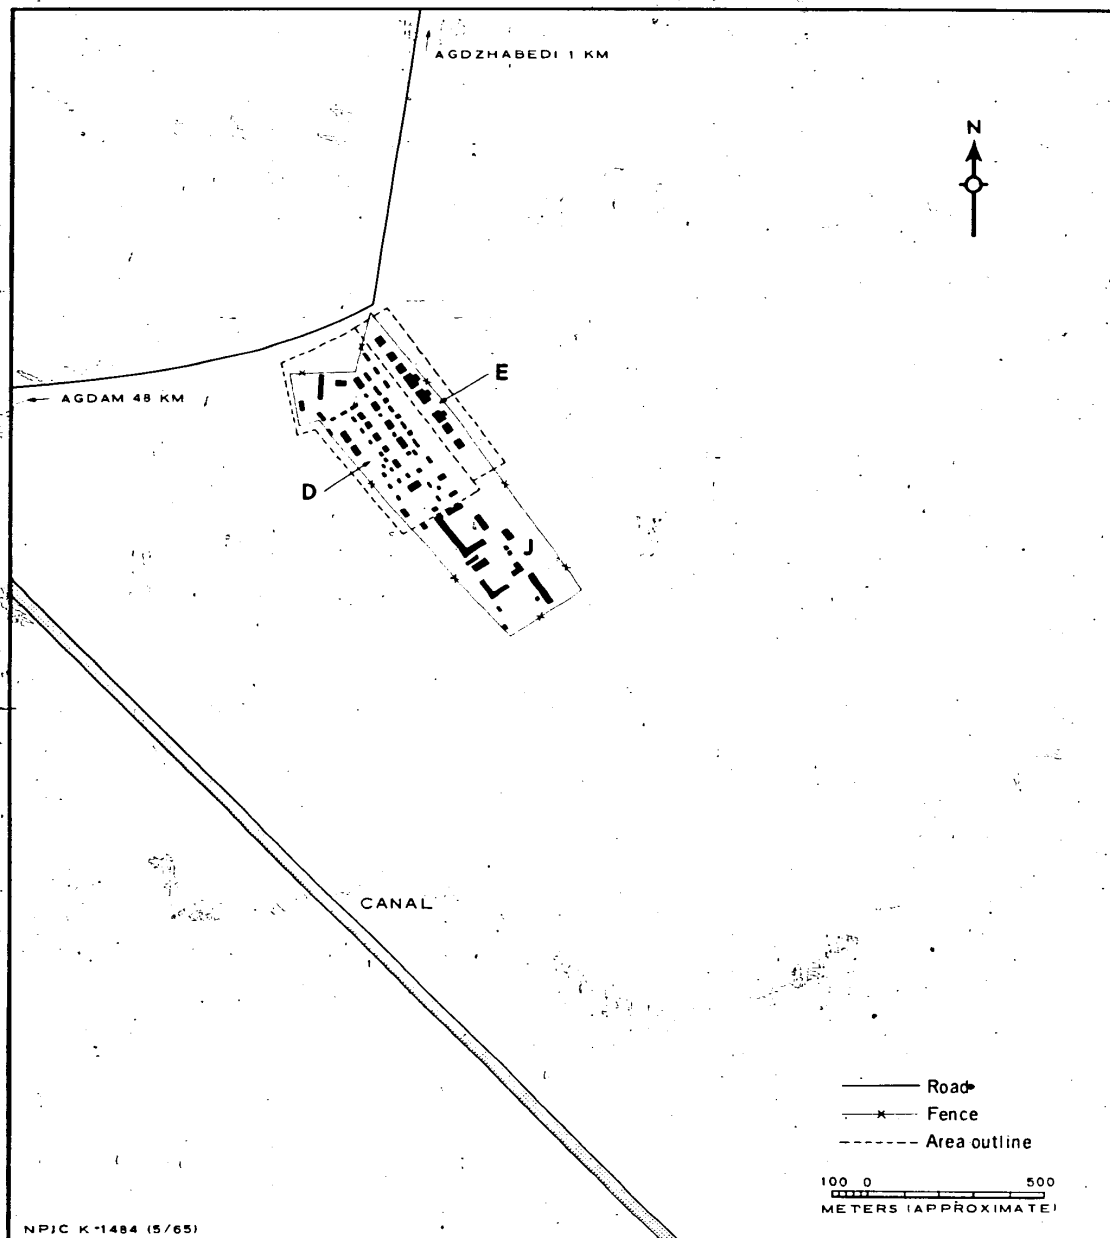 AGDZHABEDI 1 KM
N
E
AGDAM 48 KM
D
J
CANAL
Road
Fence
Area outline
100 0 500
METERS (APPROXIMATE)
NPIC K-1484 (5/65)